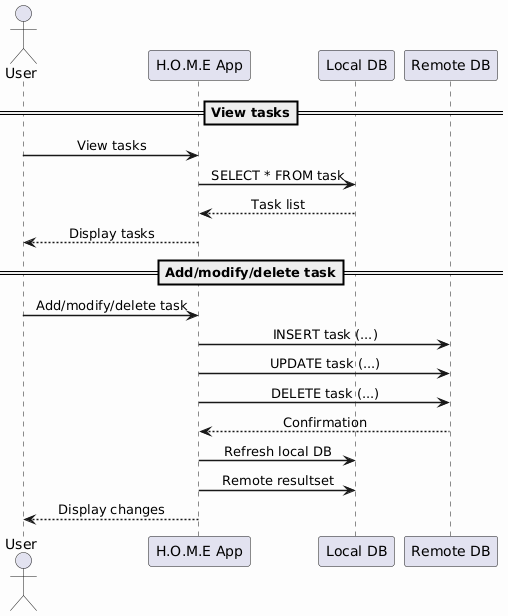 User
H.O.M.E App
Local DB
Remote DB
View tasks
View tasks
SELECT * FROM task
Task list
Display tasks
Add/modify/delete task
Add/modify/delete task
INSERT task (...)
UPDATE task (...)
DELETE task (...)
Confirmation
Refresh local DB
Remote resultset
Display changes
User
H.O.M.E App
Local DB
Remote DB